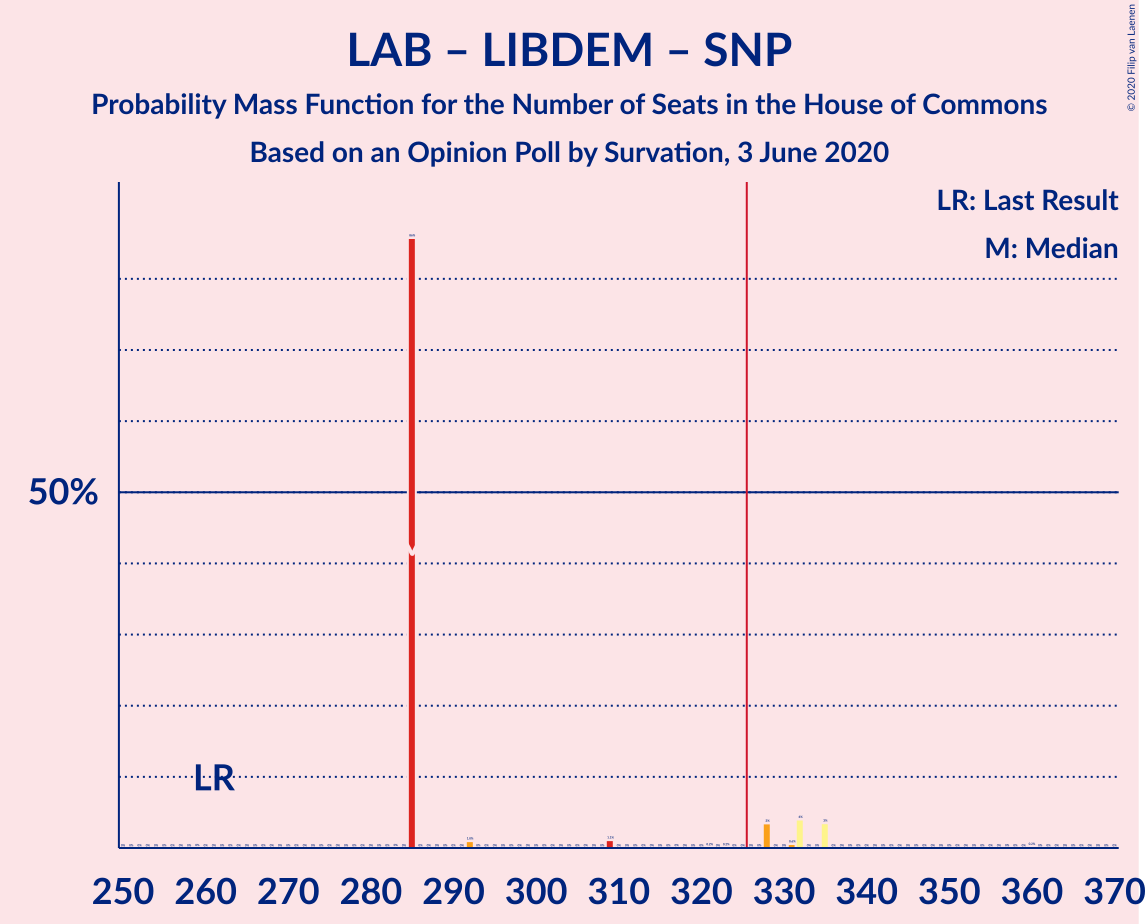 LAB – LIBDEM – SNP
Probability Mass Function for the Number of Seats in the House of Commons
Based on an Opinion Poll by Survation, 3 June 2020
© 2020 Filip van Laenen
LR: Last Result
M: Median
50%
LR
250 260 270 280 290 300 310 320 330 340 350 360 370